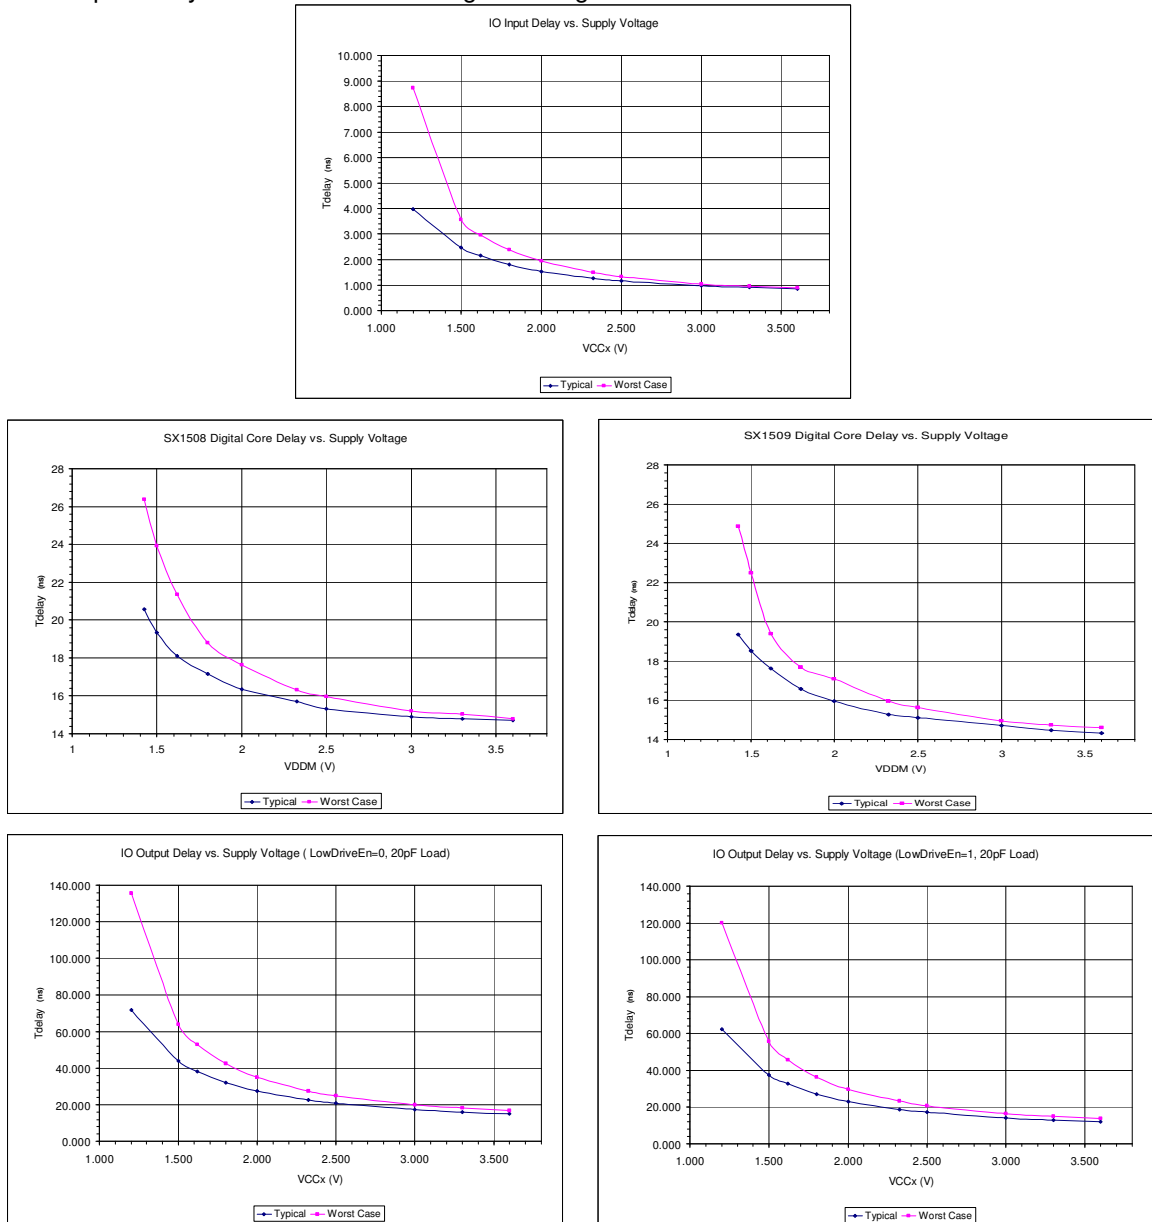 IO Input Delay vs. Supply Voltage
10.000
9.000
8.000
7.000
6.000
5.000
4.000
3.000
2.000
1.000
0.000
Tdelay (ns)
1.000 1.500 2.000 2.500 3.000 3.500
VCCx (V)
Typical Worst Case
SX1508 Digital Core Delay vs. Supply Voltage
28
26
24
22
20
18
16
14
Tdelay (ns)
1 1.5 2 2.5 3 3.5
VDDM (V)
Typical Worst Case
SX1509 Digital Core Delay vs. Supply Voltage
28
26
24
22
20
18
16
14
Tdelay (ns)
1 1.5 2 2.5 3 3.5
VDDM (V)
Typical Worst Case
IO Output Delay vs. Supply Voltage ( LowDriveEn=0, 20pF Load)
140.000
120.000
100.000
80.000
60.000
40.000
20.000
0.000
Tdelay (ns)
1.000 1.500 2.000 2.500 3.000 3.500
VCCx (V)
Typical Worst Case
IO Output Delay vs. Supply Voltage (LowDriveEn=1, 20pF Load)
140.000
120.000
100.000
80.000
60.000
40.000
20.000
0.000
Tdelay (ns)
1.000 1.500 2.000 2.500 3.000 3.500
VCCx (V)
Typical Worst Case